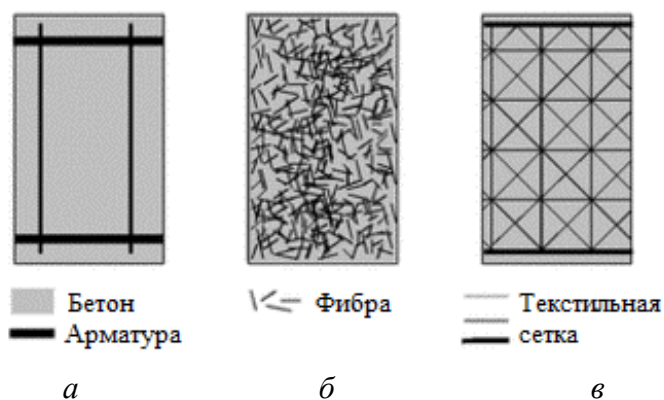 Бетон
Арматура
Фибра
Текстильная
сетка
а
б
в